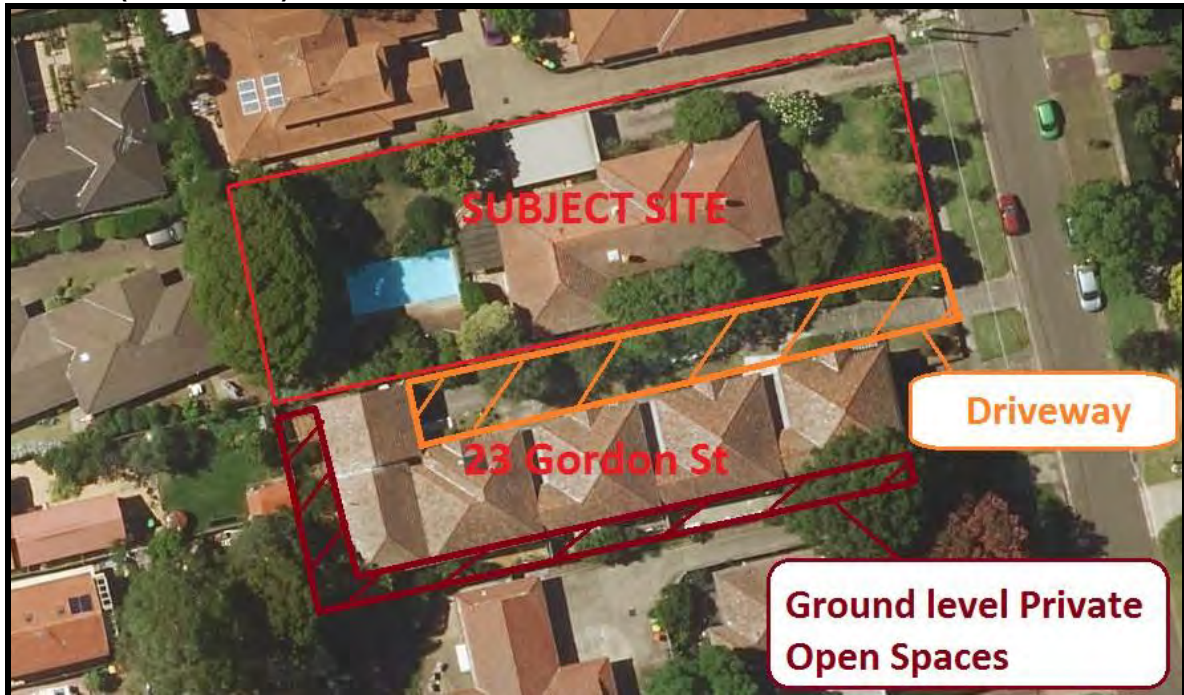 SUBJECT SITE
Driveway
23 Gordon St
Ground level Private
Open Spaces